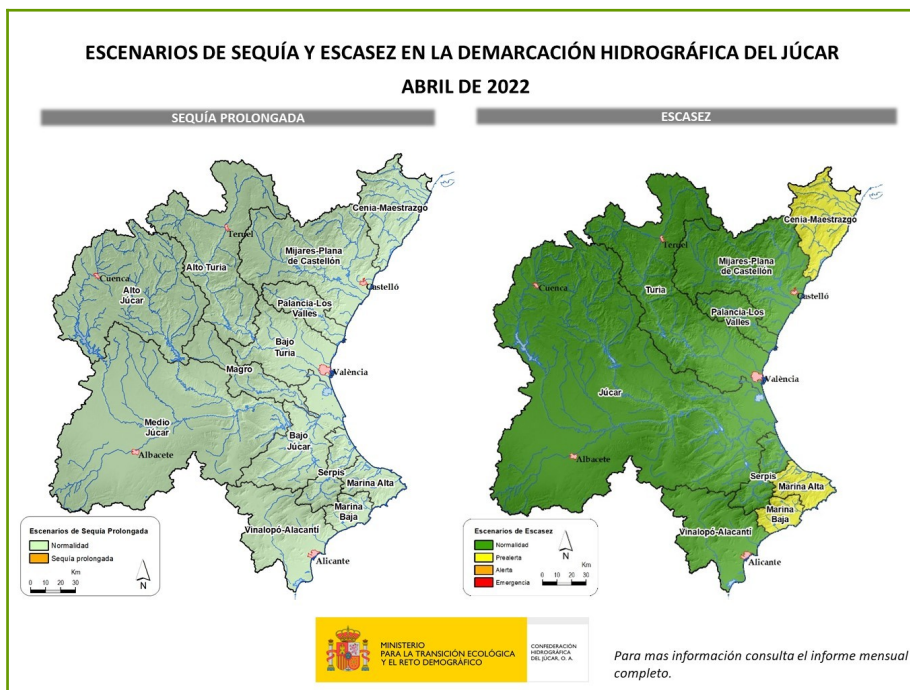 ESCENARIOS DE SEQUÍA Y ESCASEZ EN LA DEMARCACIÓN HIDROGRÁFICA DEL JÚCAR
ABRIL DE 2022
SEQUÍA PROLONGADA
Cenia-Maestrazgo
Teruel
Mijares-Plana
de Castellón
Alto Turia
Cuenca
Castelló
Alto
Júcar
Palancia-Los
Valles
Bajo
Turia
Magro
València
Medio
Júcar
Bajo
Júcar
Albacete
Serpis
Marina Alta
Marina
Baja
Vinalopó-Alacantí
Alicante
Escenarios de Sequía Prolongada
Normalidad
Sequía prolongada
Km
0 10 20 30
N
ESCASEZ
Cenia-Maestrazgo
Teruel
Mijares-Plana
de Castellón
Cuenca
Turia
Castelló
Palancia-Los
Valles
València
Júcar
Albacete
Serpis
Marina Alta
Marina
Baja
Vinalopó-Alacantí
Alicante
Escenarios de Escasez
Normalidad
Prealerta
Alerta
Emergencia
Km
0 10 20 30
N
MINISTERIO
PARA LA TRANSICIÓN ECOLÓGICA
Y EL RETO DEMOGRÁFICO
CONFEDERACIÓN
HIDROGRÁFICA
DEL JÚCAR, O. A.
Para mas información consulta el informe mensual
completo.